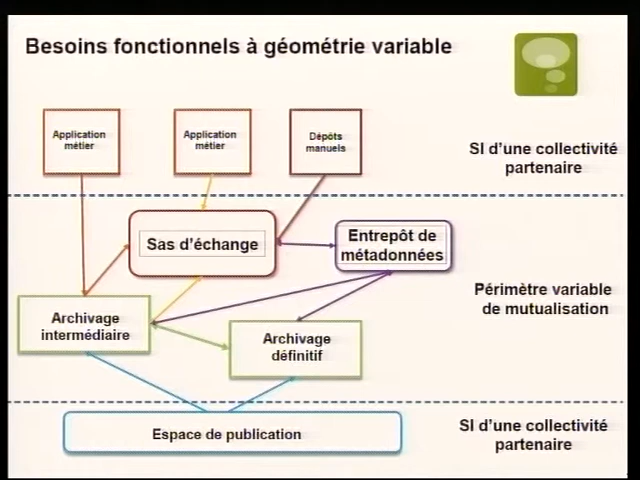 Besoins fonctionnels à géométrie variable
Application
métier
Application
métier
Dépôts
manuels
SI d'une collectivité
partenaire
Sas d'échange
Entrepôt de
métadonnées
Périmètre variable
de mutualisation
Archivage
intermédiaire
Archivage
définitif
Espace de publication
SI d'une collectivité
partenaire